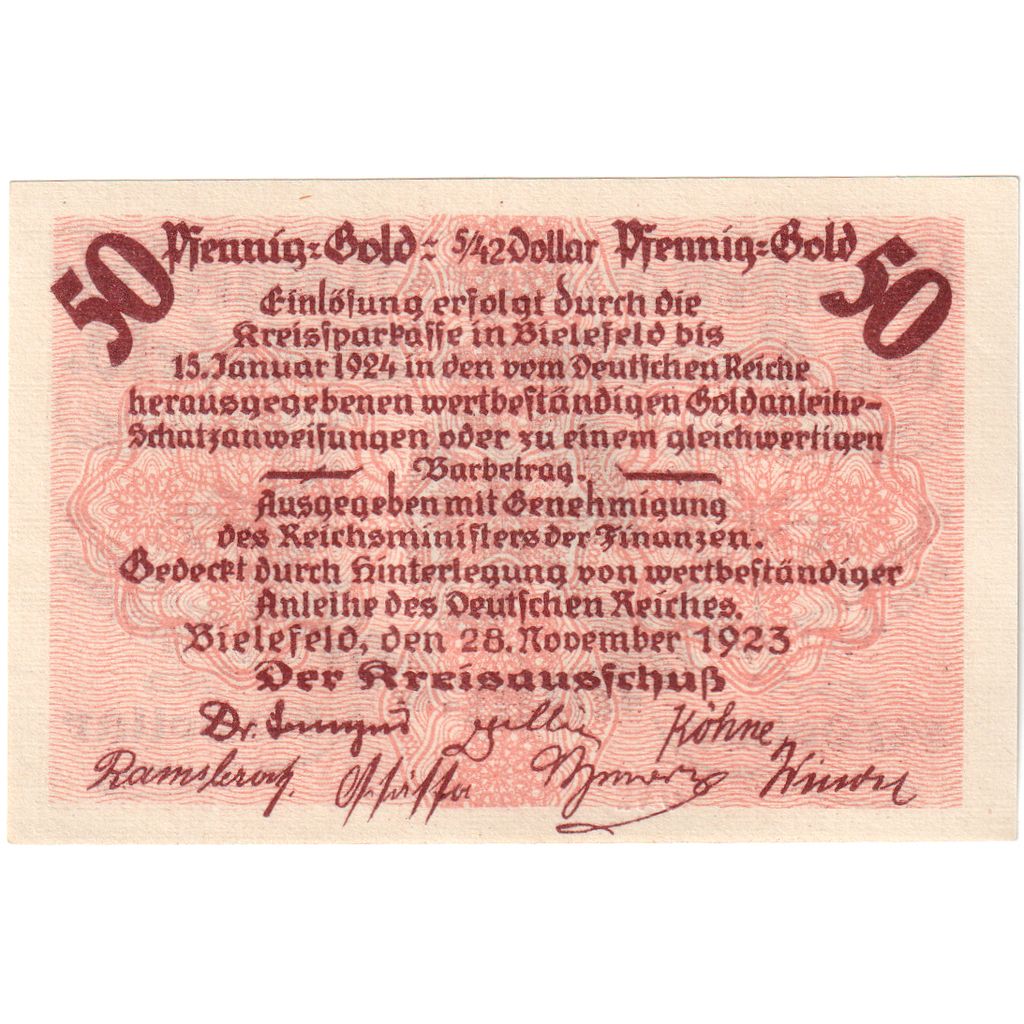 50 Pfennig=Gold = 5/42 Dollar Pfennig=Gold 50
Einlösung erfolgt durch die
Kreissparkasse in Bielefeld bis
15. Januar 1924 in den vom Deutschen Reiche
herausgegebenen wertbeständigen Goldanleihe-
Schatzanweisungen oder zu einem gleichwertigen
Barbetrag.
Ausgegeben mit Genehmigung
des Reichsministers der Finanzen.
Gedeckt durch Hinterlegung von wertbeständiger
Anleihe des Deutschen Reiches.
Bielefeld, den 28. November 1923
Der Kreisausschuß
Dr. Köhne